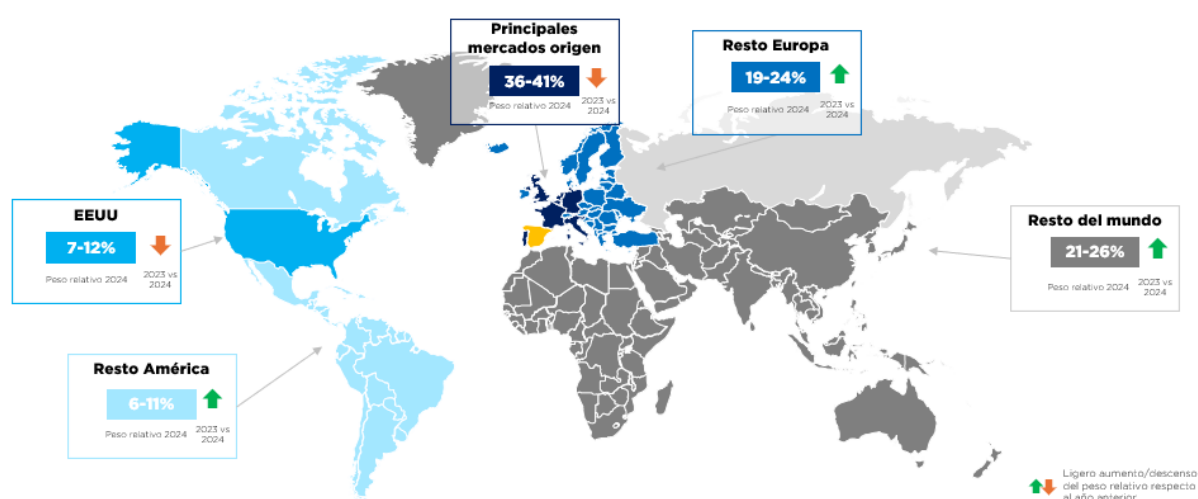 Principales
mercados origen
36-41%
Peso relativo 2024
2023 vs
2024
Resto Europa
19-24%
Peso relativo 2024
2023 vs
2024
EEUU
7-12%
Peso relativo 2024
2023 vs
2024
Resto del mundo
21-26%
Peso relativo 2024
2023 vs
2024
Resto América
6-11%
Peso relativo 2024
2023 vs
2024
Ligero aumento/descenso
del peso relativo respecto
al año anterior